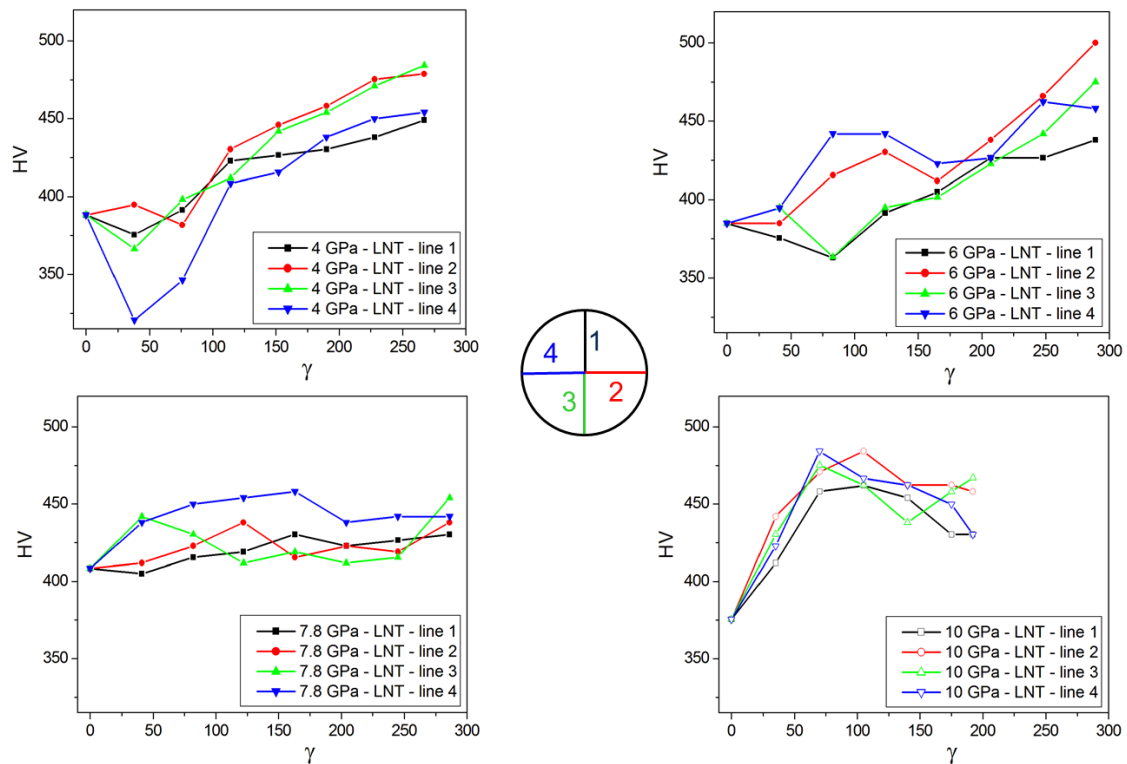 500
450
400
350
HV
4 GPa - LNT - line 1
4 GPa - LNT - line 2
4 GPa - LNT - line 3
4 GPa - LNT - line 4
0 50 100 150 200 250 300
γ
500
450
400
350
HV
6 GPa - LNT - line 1
6 GPa - LNT - line 2
6 GPa - LNT - line 3
6 GPa - LNT - line 4
0 50 100 150 200 250 300
γ
1
4
3 2
500
450
400
350
HV
7.8 GPa - LNT - line 1
7.8 GPa - LNT - line 2
7.8 GPa - LNT - line 3
7.8 GPa - LNT - line 4
0 50 100 150 200 250 300
γ
500
450
400
350
HV
10 GPa - LNT - line 1
10 GPa - LNT - line 2
10 GPa - LNT - line 3
10 GPa - LNT - line 4
0 50 100 150 200 250 300
γ